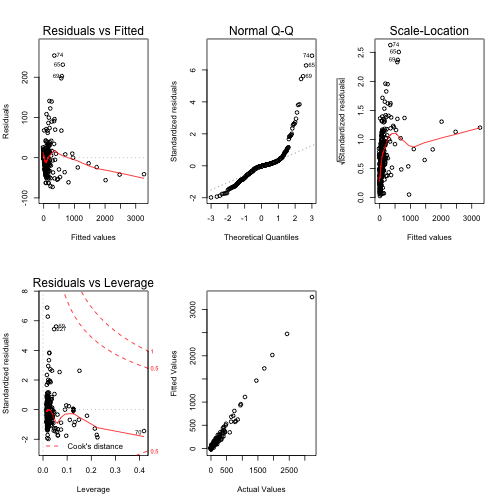 Residuals vs Fitted
Residuals
-100 0 100 200
74
65
69
0 1000 2000 3000
Fitted values
Normal Q-Q
Standardized residuals
-2 0 2 4 6
74
65
69
-3 -2 -1 0 1 2 3
Theoretical Quantiles
Scale-Location
√|Standardized residuals|
0.0 0.5 1.0 1.5 2.0 2.5
74
65
69
0 1000 2000 3000
Fitted values
Residuals vs Leverage
Standardized residuals
-2 0 2 4 6 8
227
1
0.5
0.5
Cook's distance
0.0 0.1 0.2 0.3 0.4
Leverage
Fitted Values
0 1000 2000 3000
0 500 1500 2500
Actual Values